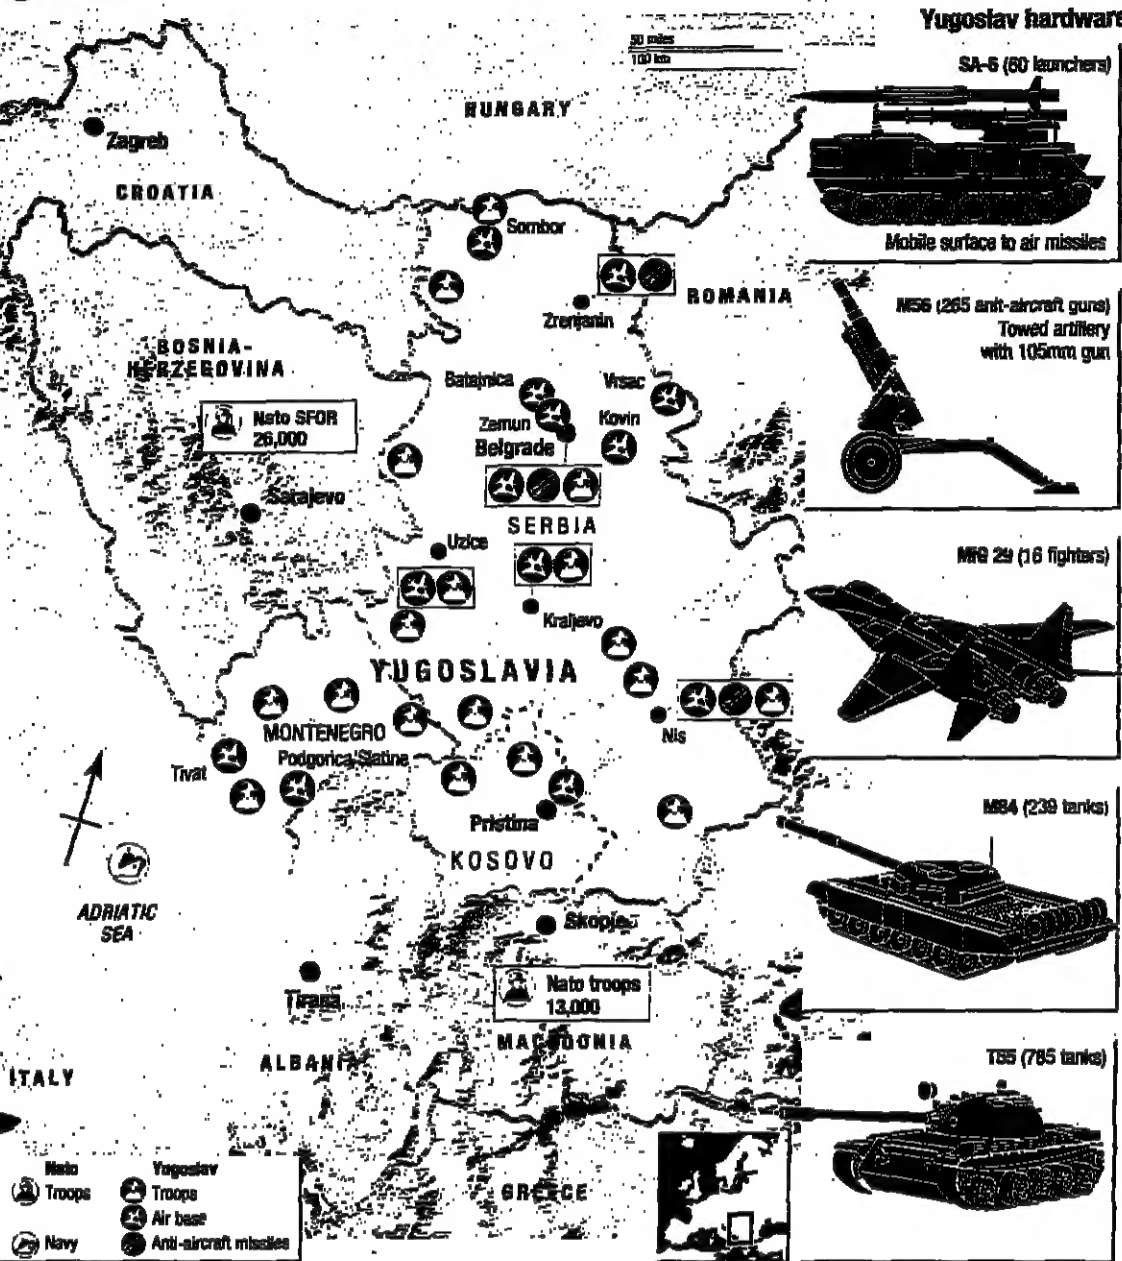 Yugoslav hardware
50 miles
100 km
SA-6 (60 launchers)
Mobile surface to air missiles
HUNGARY
Zagreb
CROATIA
Sombor
ROMANIA
Zrenjanin
M56 (265 anit-aircraft guns)
Towed artillery
with 105mm gun
BOSNIA-
HERZEGOVINA
Nato SFOR
26,000
Batajnica
Vrsac
Zemun
Kovin
Belgrade
Sarajevo
SERBIA
Uzice
MiG 29 (16 fighters)
Kraljevo
YUGOSLAVIA
MONTENEGRO
Nis
Tivat
Podgorica/Slatine
Pristina
M84 (239 tanks)
KOSOVO
ADRIATIC
SEA
Skopje
Tirana
Nato troops
13,000
MACEDONIA
ALBANI
ITALY
T55 (785 tanks)
GREECE
Nato
Troops
Navy
Yugoslav
Troops
Air base
Anti-aircraft missiles